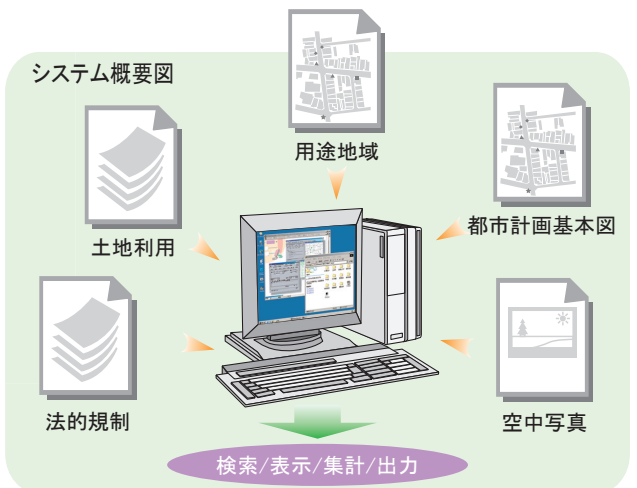 システム概要図
用途地域
土地利用
都市計画基本図
法的規制
空中写真
検索/表示/集計/出力